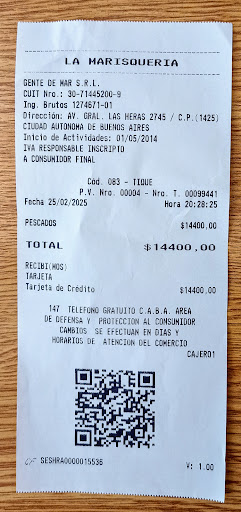 LA MARISQUERIA
GENTE DE MAR S.R.L.
CUIT Nro.: 30-71445200-9
Ing. Brutos 1274671-01
Dirección: AV. GRAL. LAS HERAS 2745 / C.P.(1425)
CIUDAD AUTONOMA DE BUENOS AIRES
Inicio de Actividades: 01/05/2014
IVA RESPONSABLE INSCRIPTO
A CONSUMIDOR FINAL
Cód. 083 - TIQUE
P.V. Nro. 00004 - Nro. T. 00099441
Fecha 25/02/2025 Hora 20:28:25
PESCADOS $14400,00
TOTAL $14400,00
RECIBI(MOS)
TARJETA
Tarjeta de Crédito $14400,00
147 TELEFONO GRATUITO C.A.B.A. AREA
DE DEFENSA Y PROTECCION AL CONSUMIDOR
CAMBIOS SE EFECTUAN EN DIAS Y
HORARIOS DE ATENCION DEL COMERCIO
CAJERO1
CF SESHRA0000015536 V: 1.00